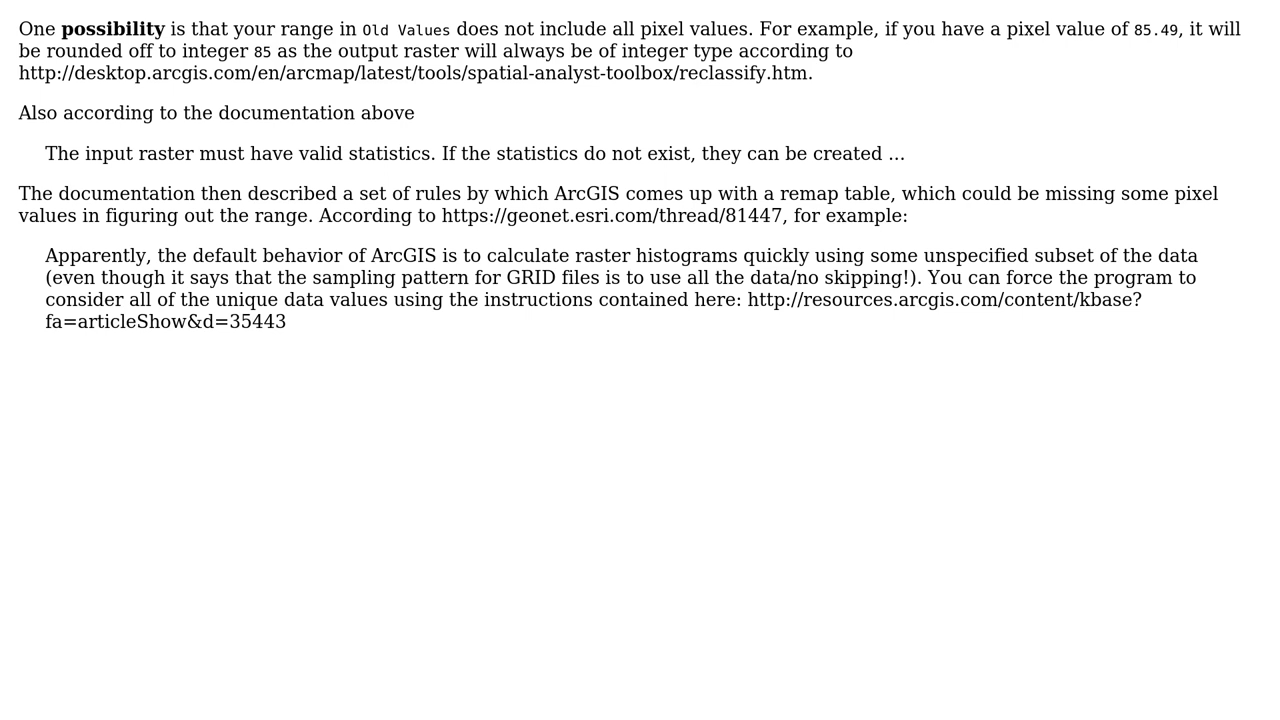 One possibility is that your range in Old Values does not include all pixel values. For example, if you have a pixel value of 85.49, it will
be rounded off to integer 85 as the output raster will always be of integer type according to
http://desktop.arcgis.com/en/arcmap/latest/tools/spatial-analyst-toolbox/reclassify.htm.
Also according to the documentation above
The input raster must have valid statistics. If the statistics do not exist, they can be created ...
The documentation then described a set of rules by which ArcGIS comes up with a remap table, which could be missing some pixel
values in figuring out the range. According to https://geonet.esri.com/thread/81447, for example:
Apparently, the default behavior of ArcGIS is to calculate raster histograms quickly using some unspecified subset of the data
(even though it says that the sampling pattern for GRID files is to use all the data/no skipping!). You can force the program to
consider all of the unique data values using the instructions contained here: http://resources.arcgis.com/content/kbase?
fa=articleShow&d=35443